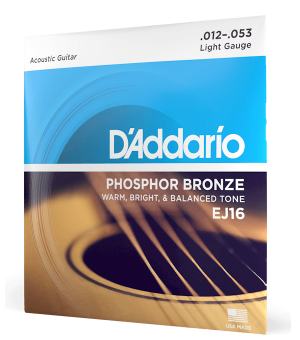 .012–.053
Light Gauge
Acoustic Guitar
D'Addario
PHOSPHOR BRONZE
WARM, BRIGHT, & BALANCED TONE
EJ16
USA MADE